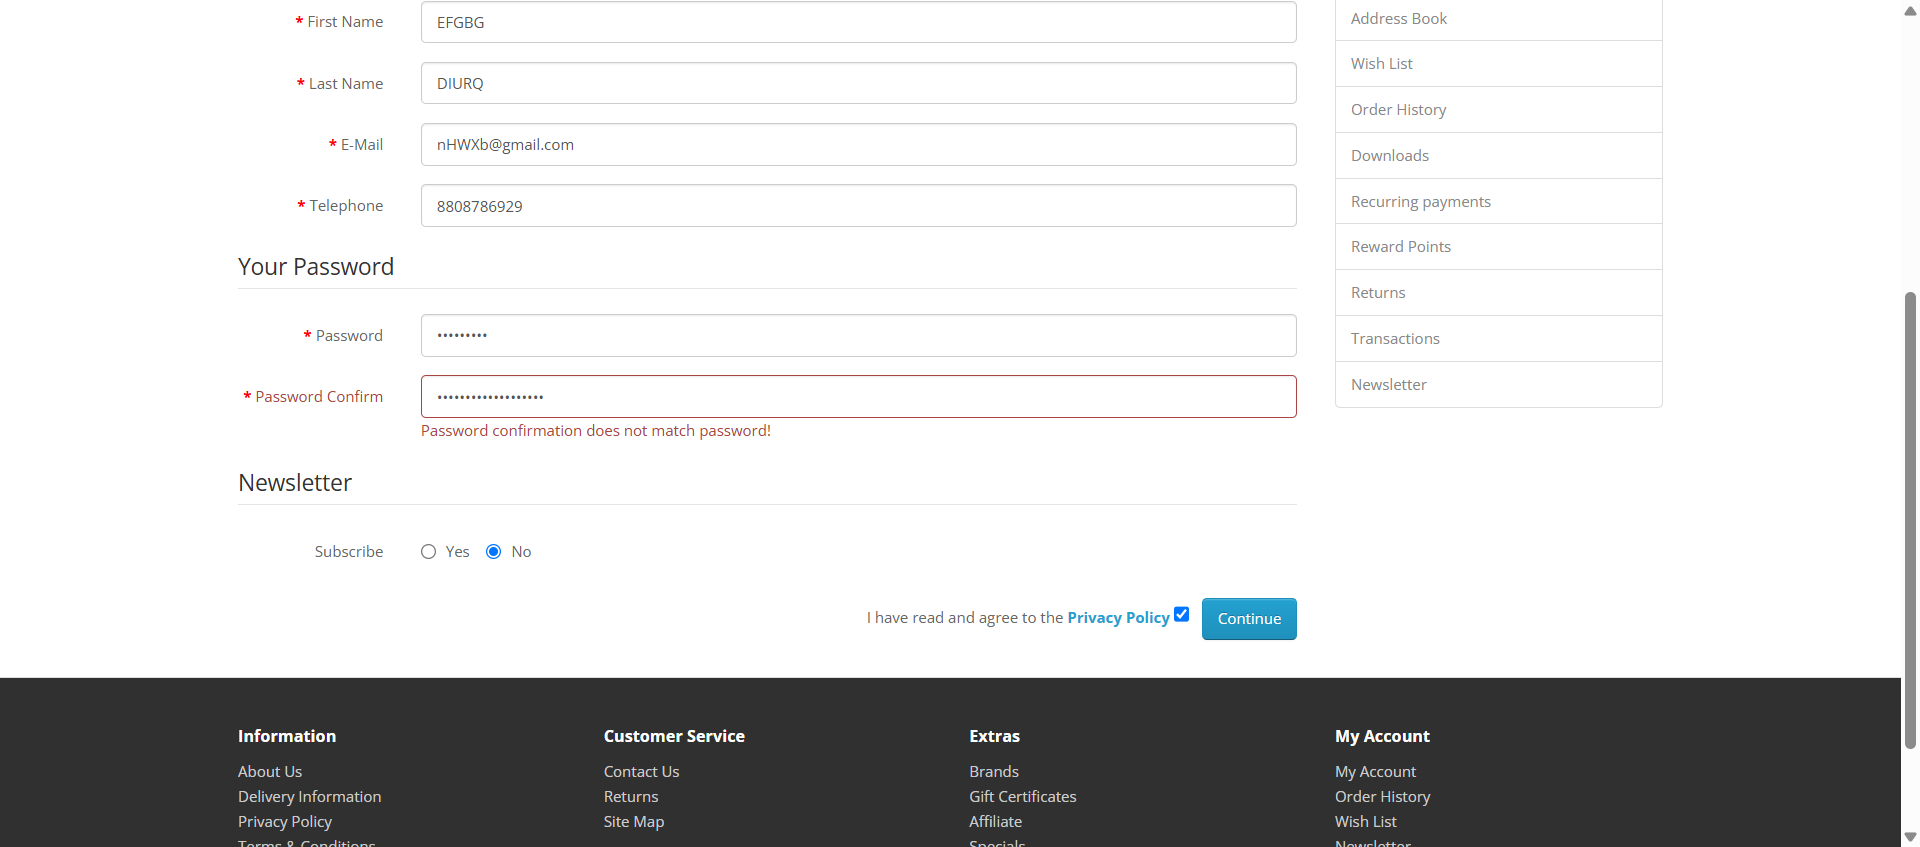 * First Name
EFGBG
* Last Name
DIURQ
* E-Mail
nHWXb@gmail.com
* Telephone
8808786929
Your Password
* Password
•••••••••
* Password Confirm
•••••••••••••••••••
Password confirmation does not match password!
Newsletter
Subscribe
Yes
No
I have read and agree to the Privacy Policy
Continue
Address Book
Wish List
Order History
Downloads
Recurring payments
Reward Points
Returns
Transactions
Newsletter
Information
About Us
Delivery Information
Privacy Policy
Terms & Conditions
Customer Service
Contact Us
Returns
Site Map
Extras
Brands
Gift Certificates
Affiliate
Specials
My Account
My Account
Order History
Wish List
Newsletter